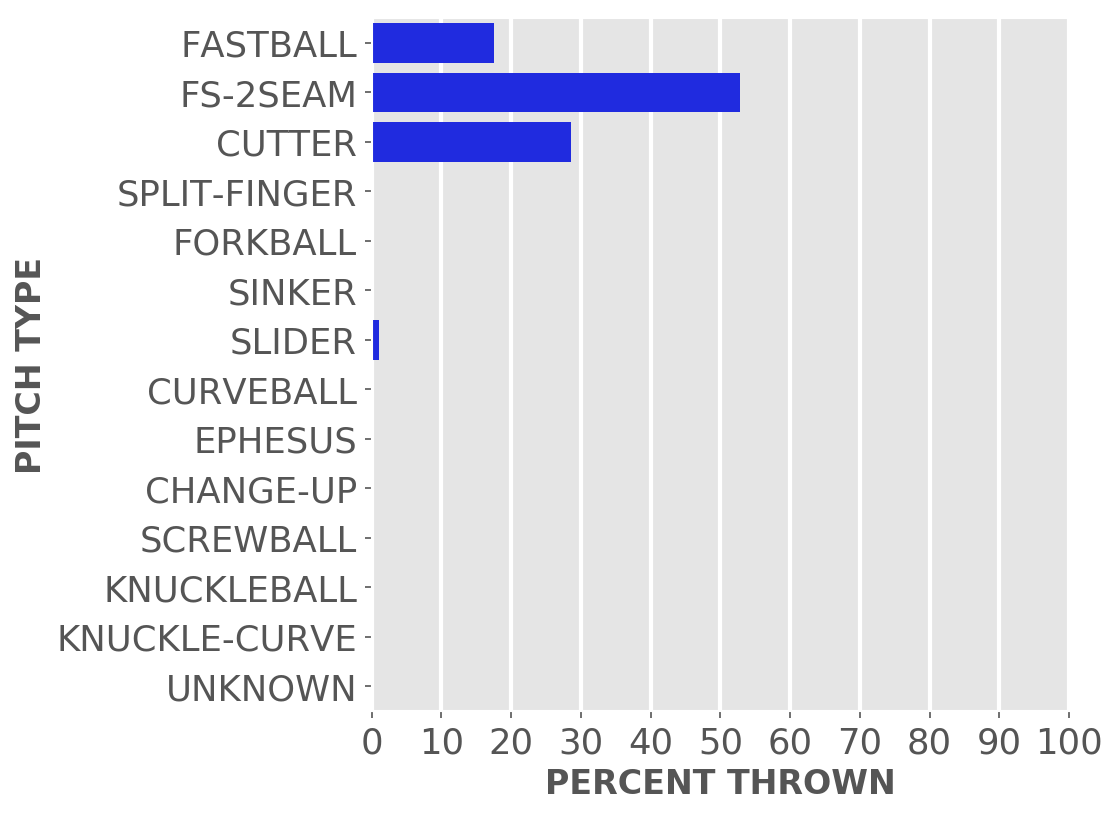 FASTBALL
FS-2SEAM
CUTTER
SPLIT-FINGER
FORKBALL
SINKER
SLIDER
CURVEBALL
EPHESUS
CHANGE-UP
SCREWBALL
KNUCKLEBALL
KNUCKLE-CURVE
UNKNOWN
PITCH TYPE
0 10 20 30 40 50 60 70 80 90 100
PERCENT THROWN